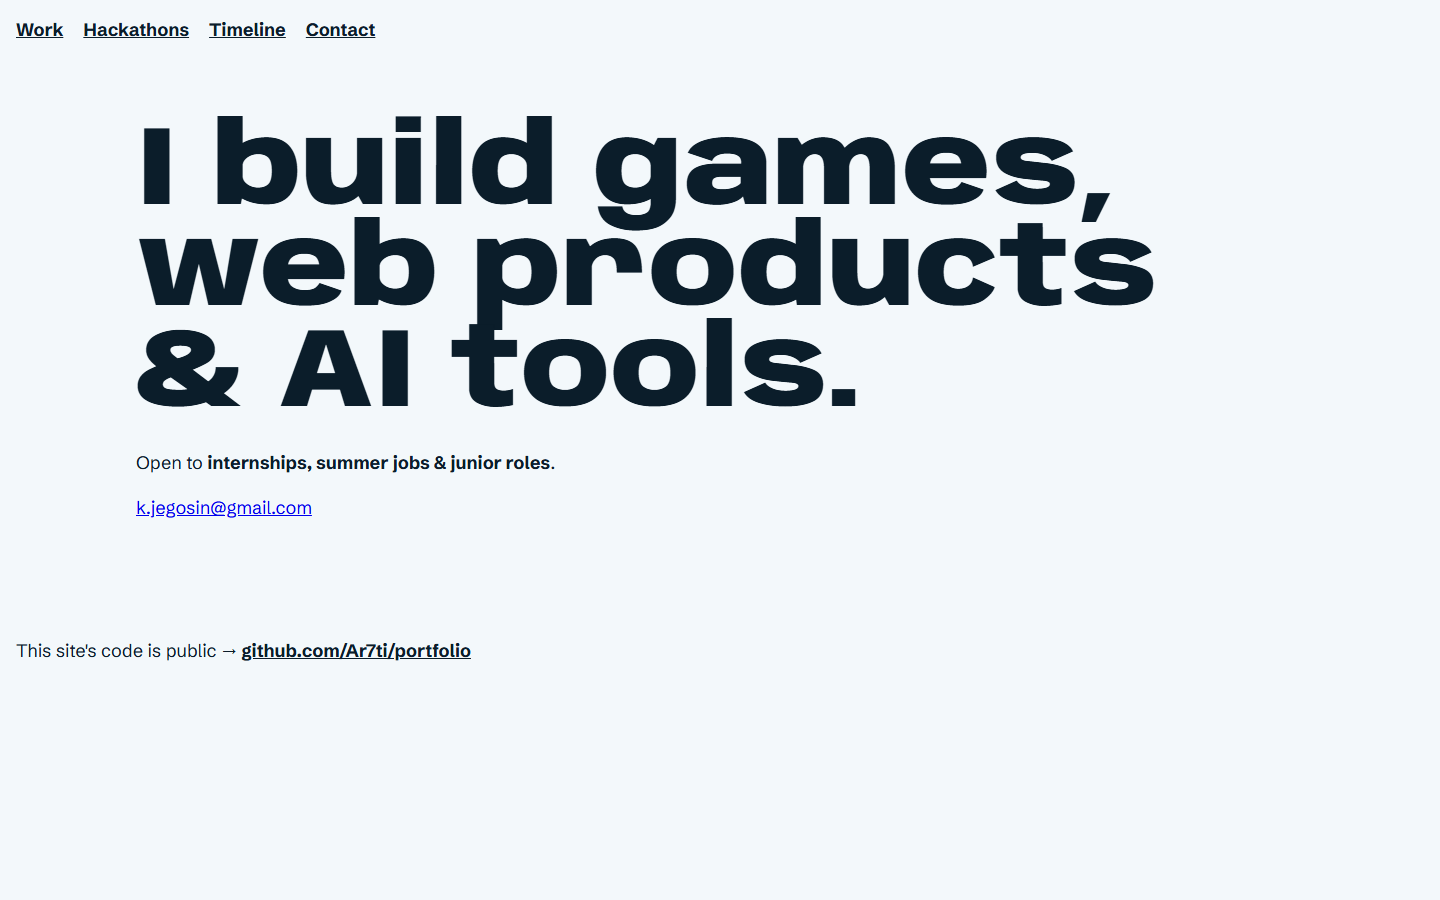 Work Hackathons Timeline Contact
I build games,
web products
& AI tools.
Open to internships, summer jobs & junior roles.
k.jegosin@gmail.com
This site's code is public → github.com/Ar7ti/portfolio